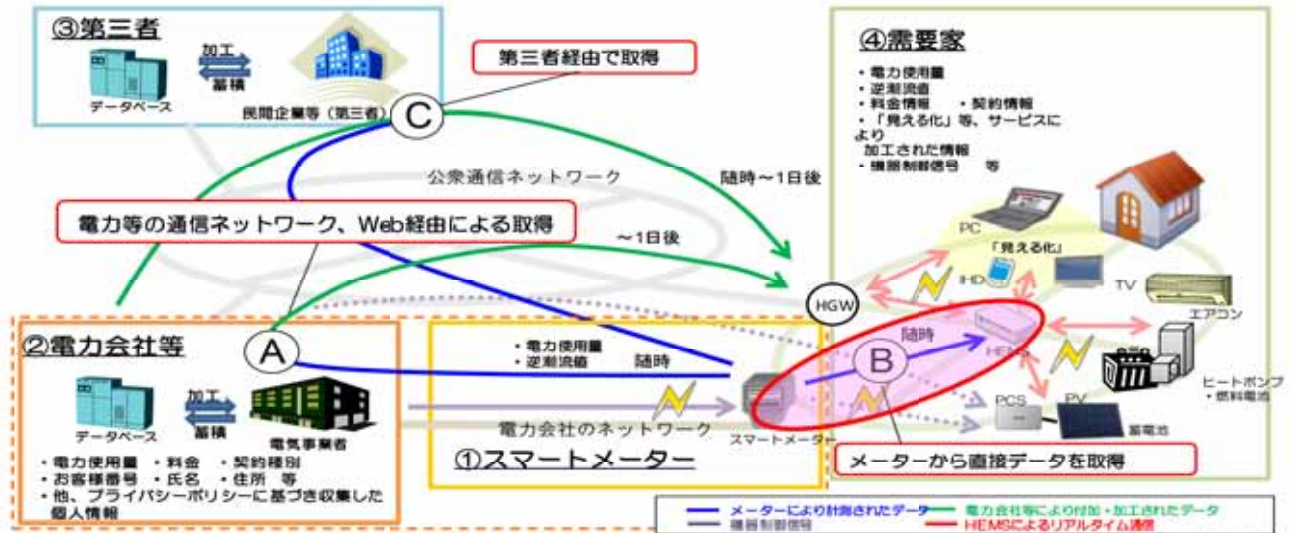 ③第三者
加工
蓄積
データベース
民間企業等（第三者）
C
第三者経由で取得
公衆通信ネットワーク
随時～1日後
電力等の通信ネットワーク、Web経由による取得
～1日後
④需要家
・電力使用量
・逆潮流値
・料金情報　・契約情報
・「見える化」等、サービスに
より
加工された情報
・機器制御信号　等
PC
「見える化」
IHD
TV
エアコン
HGW
随時
B
HEMS
ヒートポンプ
・燃料電池
PCS
PV
蓄電池
スマートメーター
メーターから直接データを取得
②電力会社等
A
加工
蓄積
データベース
電気事業者
・電力使用量　・料金　・契約種別
・お客様番号　・氏名　・住所　等
・他、プライバシーポリシーに基づき収集した
個人情報
・電力使用量
・逆潮流値　随時
電力会社のネットワーク
①スマートメーター
メーターにより計測されたデータ
電力会社等により付加・加工されたデータ
機器制御信号
HEMSによるリアルタイム通信